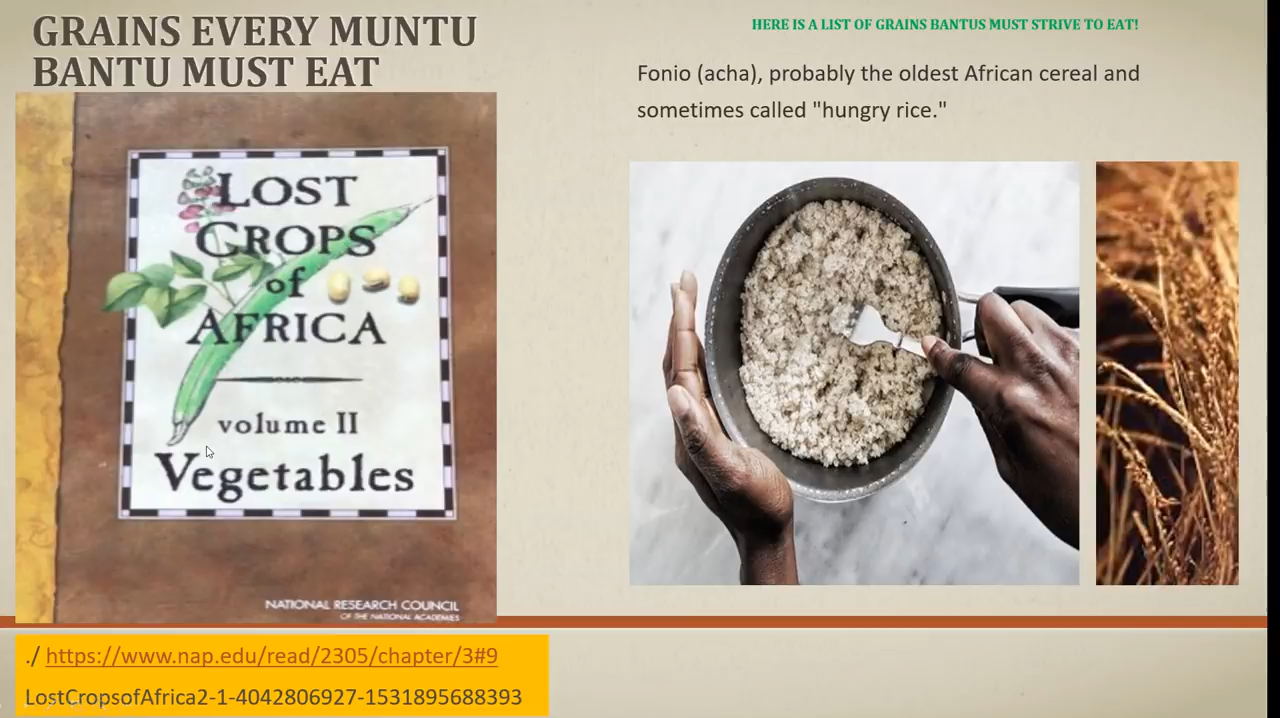 GRAINS EVERY MUNTU
BANTU MUST EAT
LOST
CROPS
of
AFRICA
volume II
Vegetables
NATIONAL RESEARCH COUNCIL
OF THE NATIONAL ACADEMIES
./ https://www.nap.edu/read/2305/chapter/3#9
LostCropsofAfrica2-1-4042806927-1531895688393
HERE IS A LIST OF GRAINS BANTUS MUST STRIVE TO EAT!
Fonio (acha), probably the oldest African cereal and
sometimes called "hungry rice."